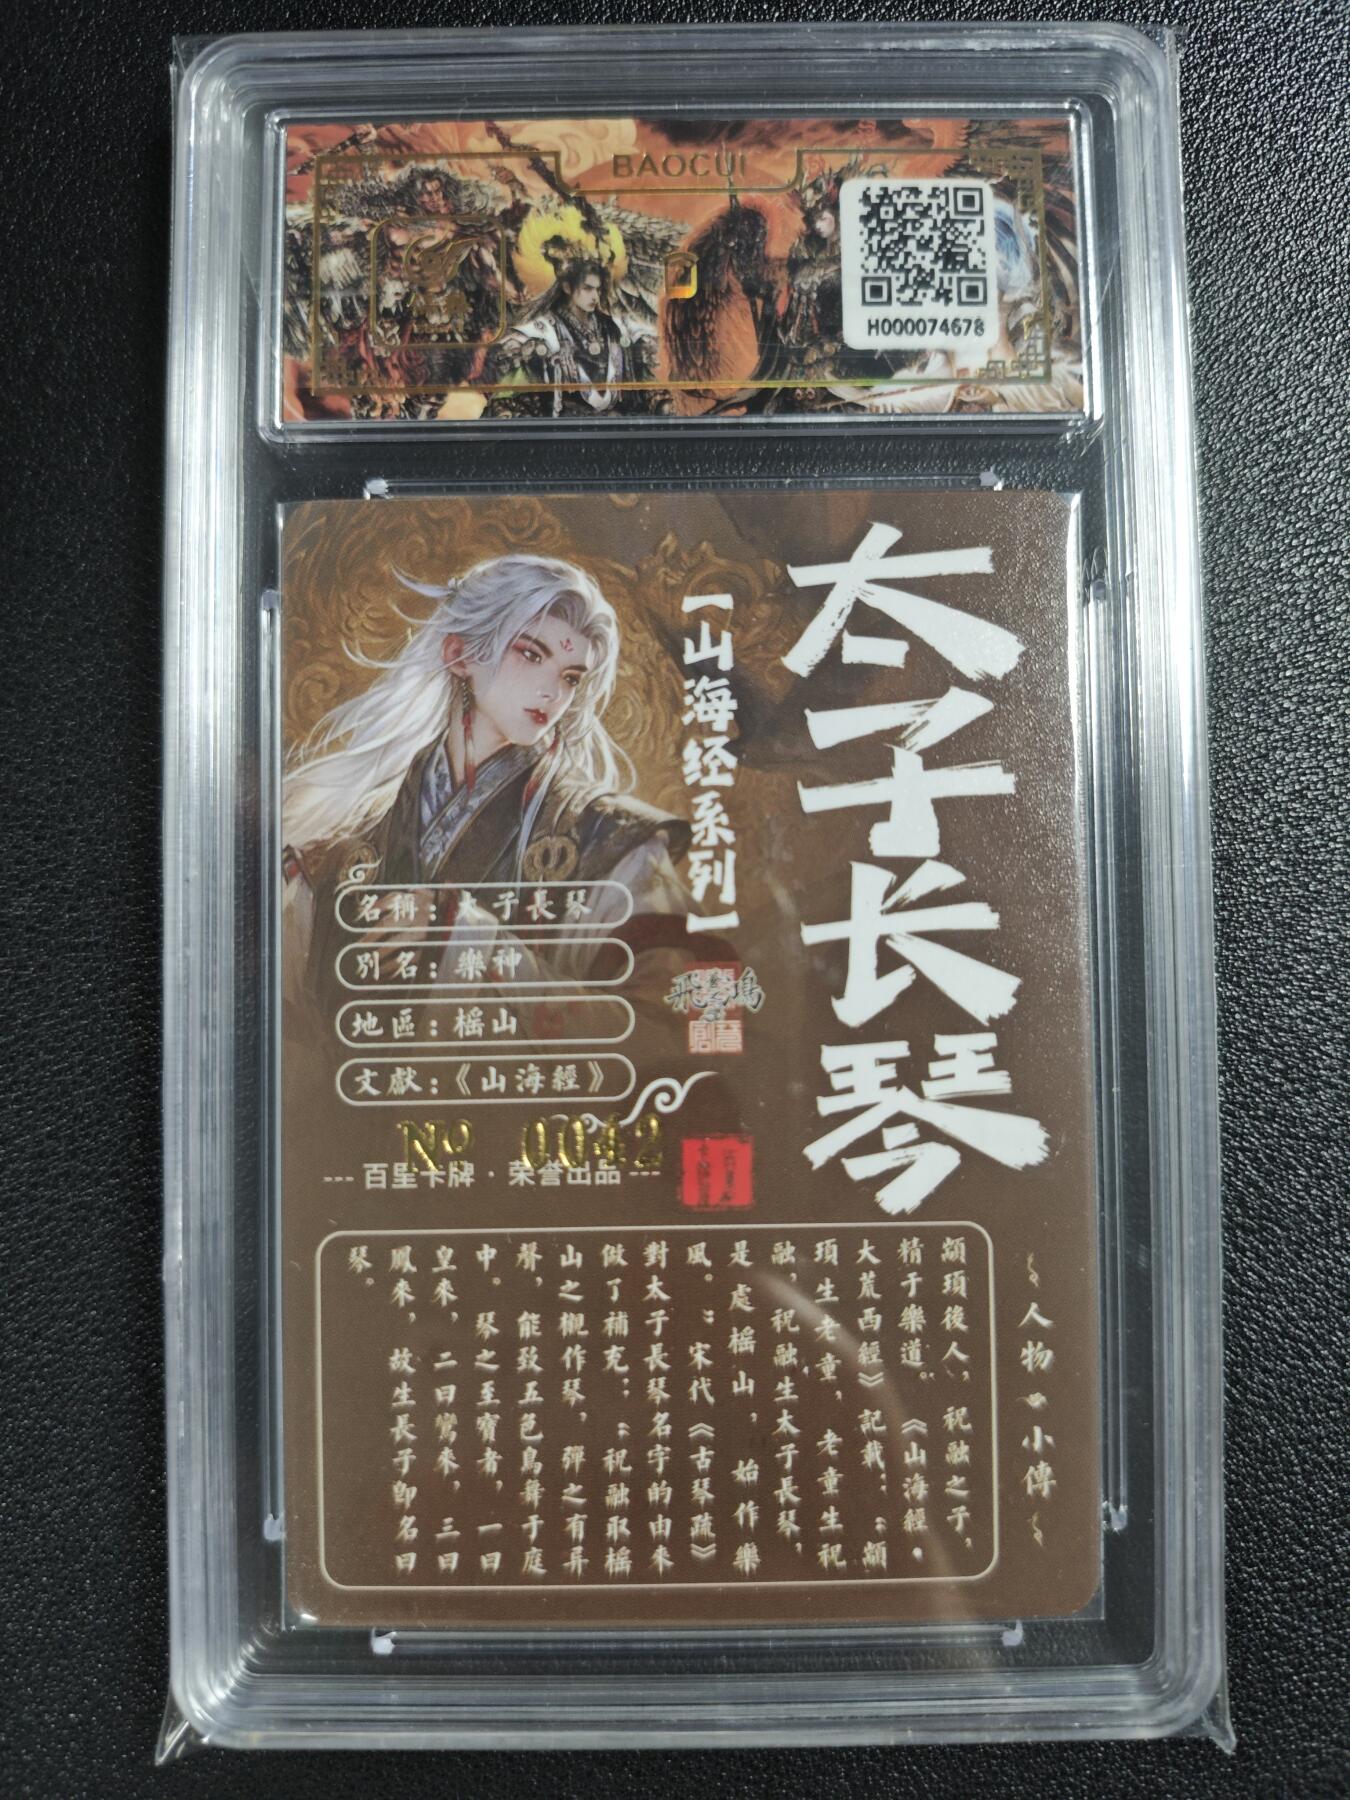 BAOCUI
H000074678
太子长琴
【山海经系列】
飛鳥
名稱：太子長琴
別名：樂神
地區：榣山
文獻：《山海經》
No 0042
--- 百里卡牌 · 荣誉出品 ---
人物小傳
顓頊後人，祝融之子，
精于樂道。《山海經·
大荒西經》記載：：顓
頊生老童，老童生祝
融，祝融生太子長琴，
是處榣山，始作樂
風。：宋代《古琴疏》
對太子長琴名字的由來
做了補充：：祝融取榣
山之櫬作琴，彈之有异
聲，能致五色鳥舞于庭
中。琴之至寶者，一曰
皇來，二曰鸞來，三曰
鳳來，故生長子即名曰
琴。